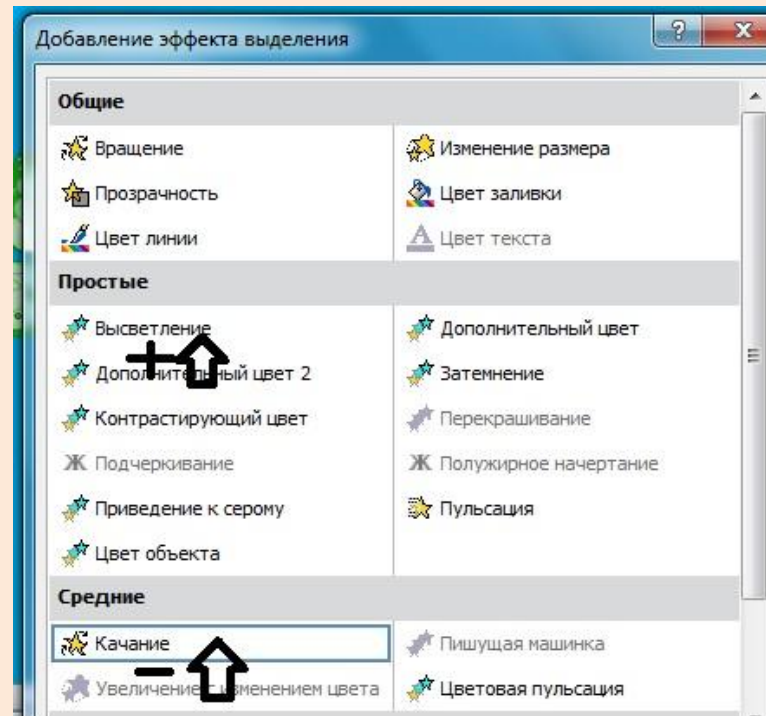 Добавление эффекта выделения
Общие
Вращение Изменение размера
Прозрачность Цвет заливки
Цвет линии Цвет текста
Простые
Высветление Дополнительный цвет
Дополнительный цвет 2 Затемнение
Контрастирующий цвет Перекрашивание
Ж Подчеркивание Ж Полужирное начертание
Приведение к серому Пульсация
Цвет объекта
Средние
Качание Пишущая машинка
Увеличение с изменением цвета Цветовая пульсация